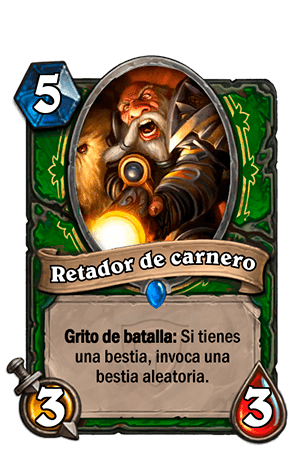 5
Retador de carnero
Grito de batalla: Si tienes
una bestia, invoca una
bestia aleatoria.
3
3